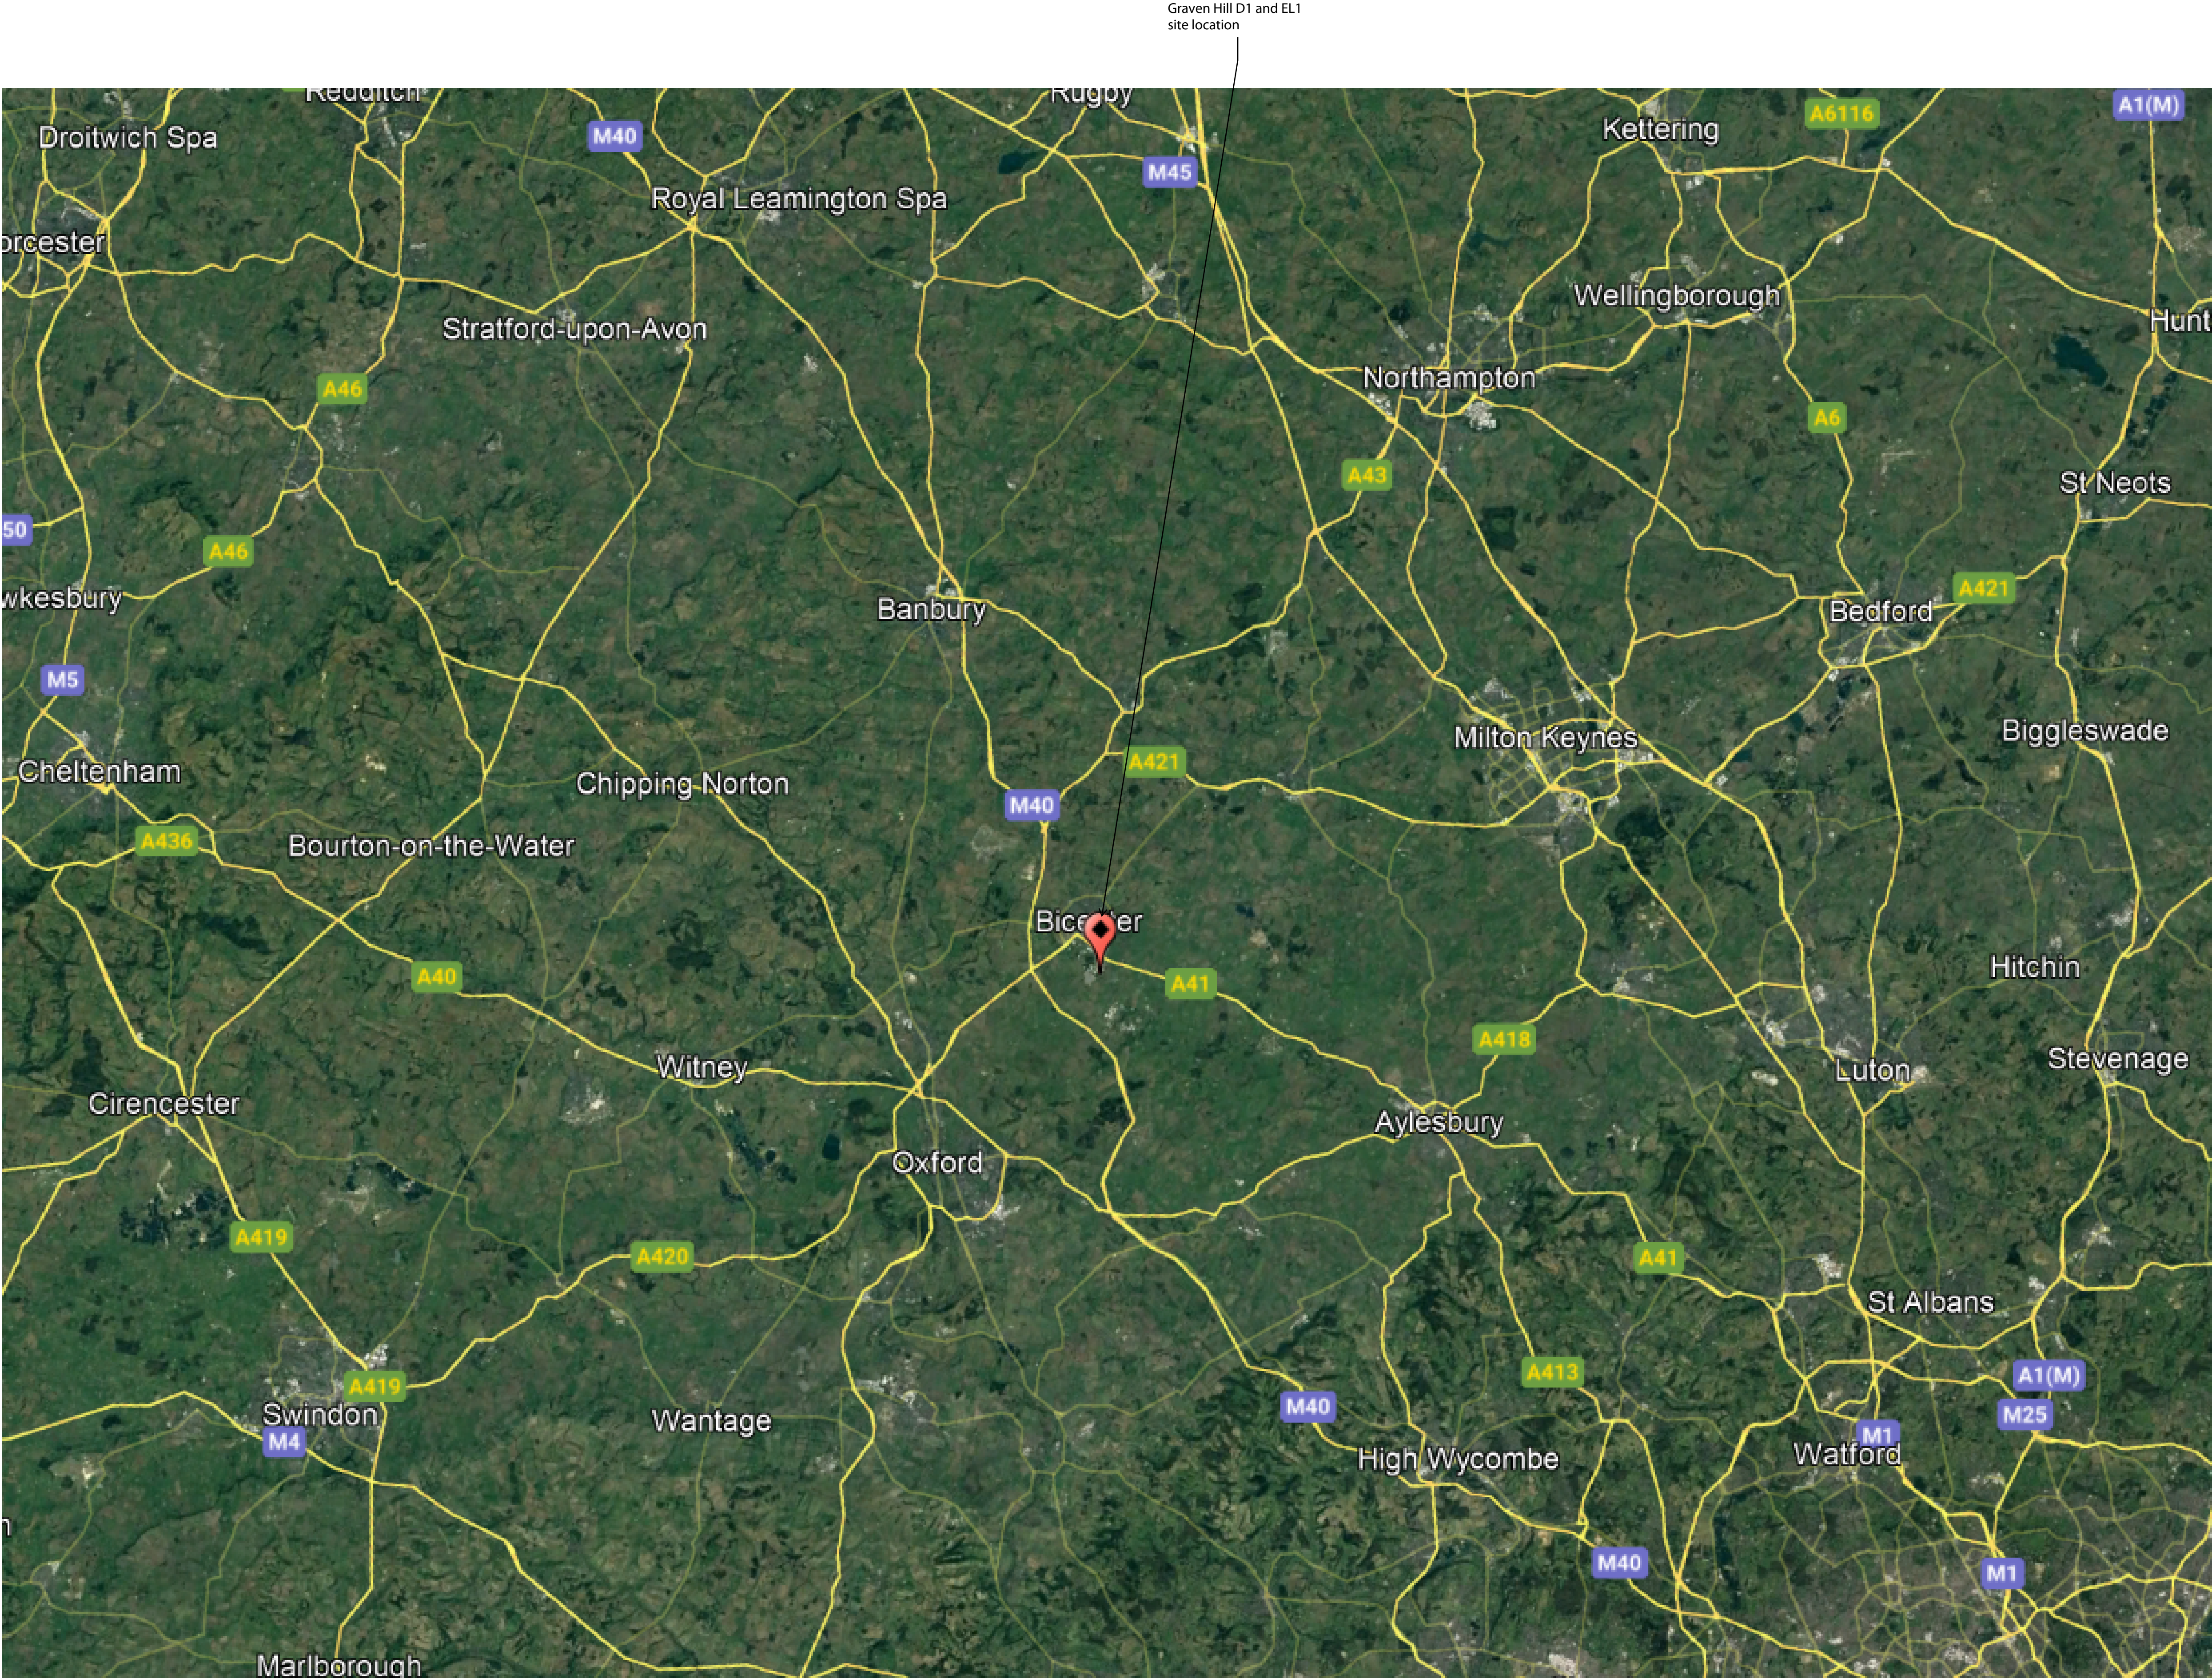 Graven Hill D1 and EL1
site location
Redditch
Rugby
A1(M)
A6116
Droitwich Spa
M40
Kettering
M45
Royal Leamington Spa
orcester
Wellingborough
Hunt
Stratford-upon-Avon
Northampton
A46
A6
A43
St Neots
50
A46
A421
wkesbury
Banbury
Bedford
M5
Biggleswade
Milton Keynes
A421
Cheltenham
Chipping Norton
M40
A436
Bourton-on-the-Water
Bice er
Hitchin
A40
A41
A418
Stevenage
Witney
Luton
Cirencester
Aylesbury
Oxford
A419
A420
A41
St Albans
A413
A1(M)
A419
M40
Swindon
M25
Wantage
M4
M1
Watford
High Wycombe
n
M40
M1
Marlborough